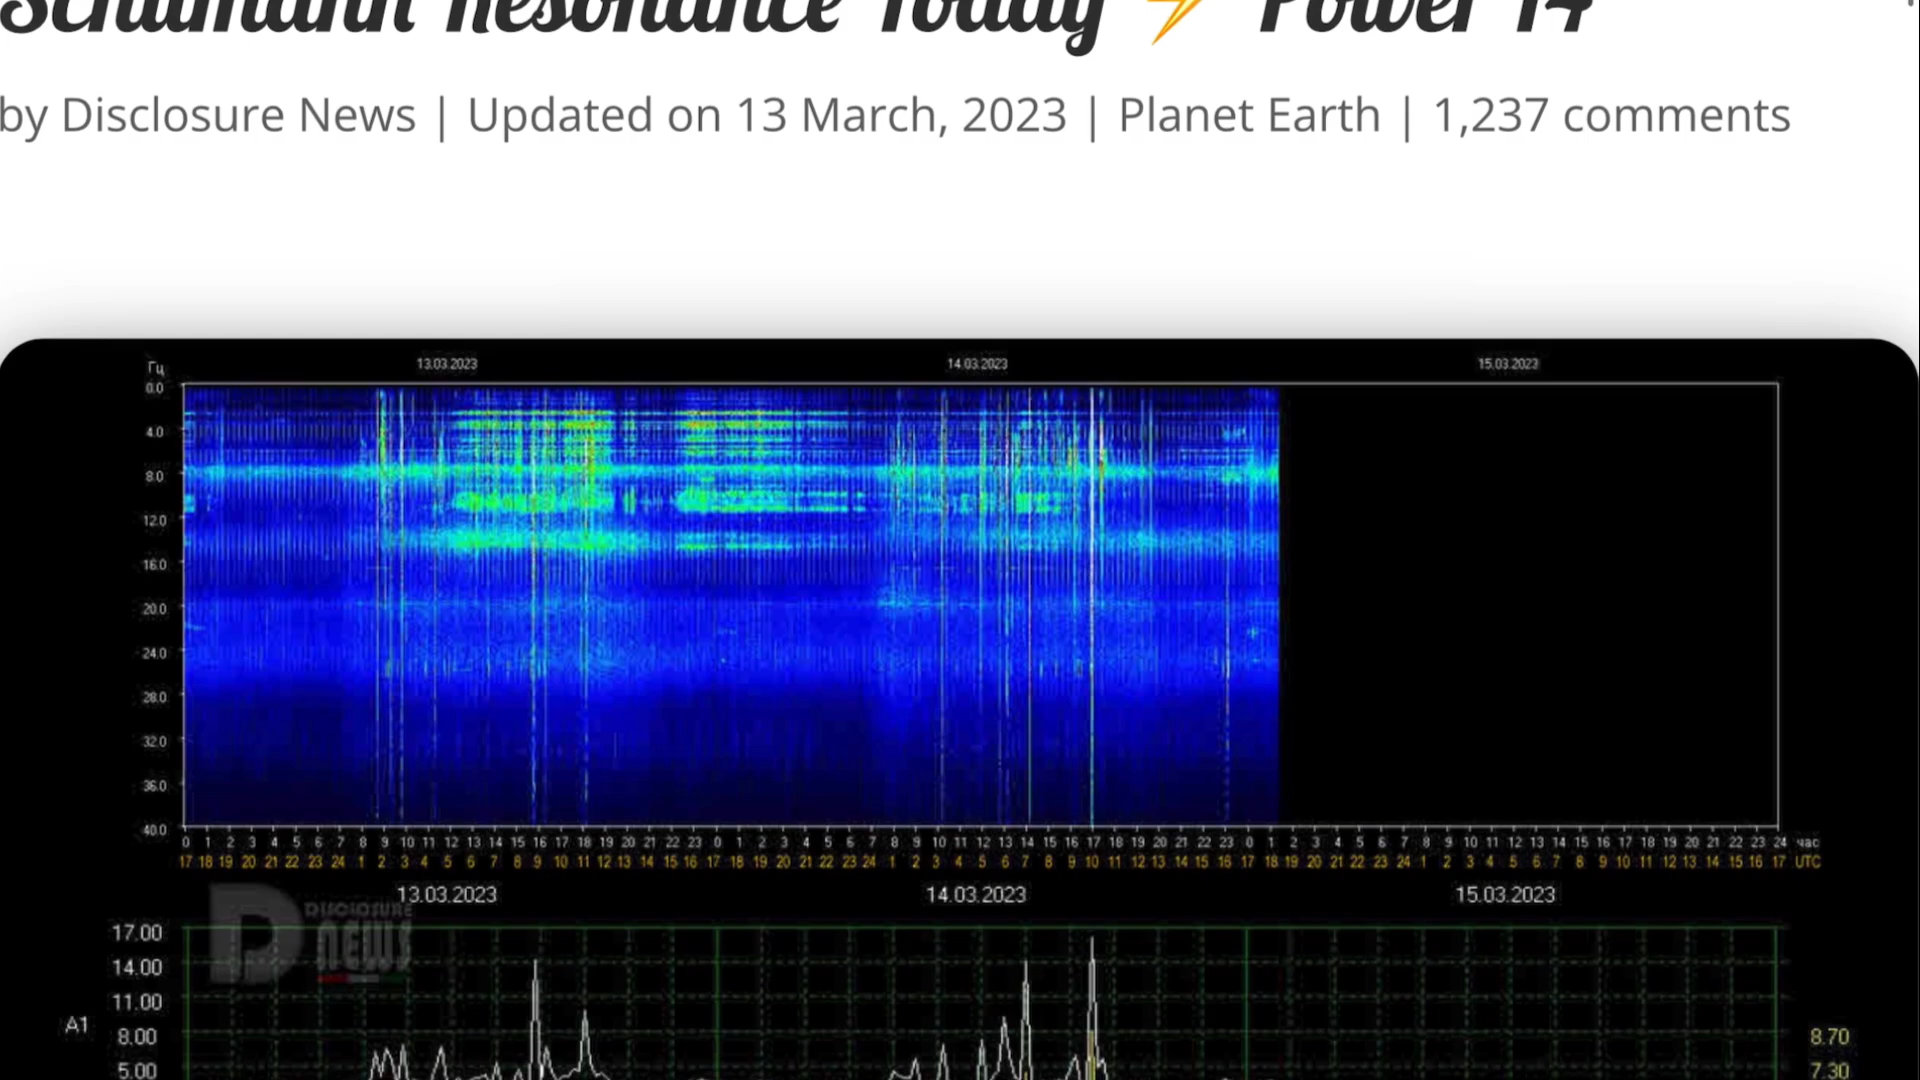 Schumann Resonance Today ⚡ Power 14
by Disclosure News | Updated on 13 March, 2023 | Planet Earth | 1,237 comments
13.03.2023 14.03.2023 15.03.2023
Гц
0.0
4.0
8.0
12.0
16.0
20.0
24.0
28.0
32.0
36.0
40.0
0 1 2 3 4 5 6 7 8 9 10 11 12 13 14 15 16 17 18 19 20 21 22 23 0 1 2 3 4 5 6 7 8 9 10 11 12 13 14 15 16 17 18 19 20 21 22 23 0 1 2 3 4 5 6 7 8 9 10 11 12 13 14 15 16 17 18 19 20 21 22 23 24 час
17 18 19 20 21 22 23 24 1 2 3 4 5 6 7 8 9 10 11 12 13 14 15 16 17 18 19 20 21 22 23 24 1 2 3 4 5 6 7 8 9 10 11 12 13 14 15 16 17 18 19 20 21 22 23 24 1 2 3 4 5 6 7 8 9 10 11 12 13 14 15 16 17 UTC
13.03.2023 14.03.2023 15.03.2023
DISCLOSURE
NEWS
17.00
14.00
11.00
A1
8.00 8.70
5.00 7.30